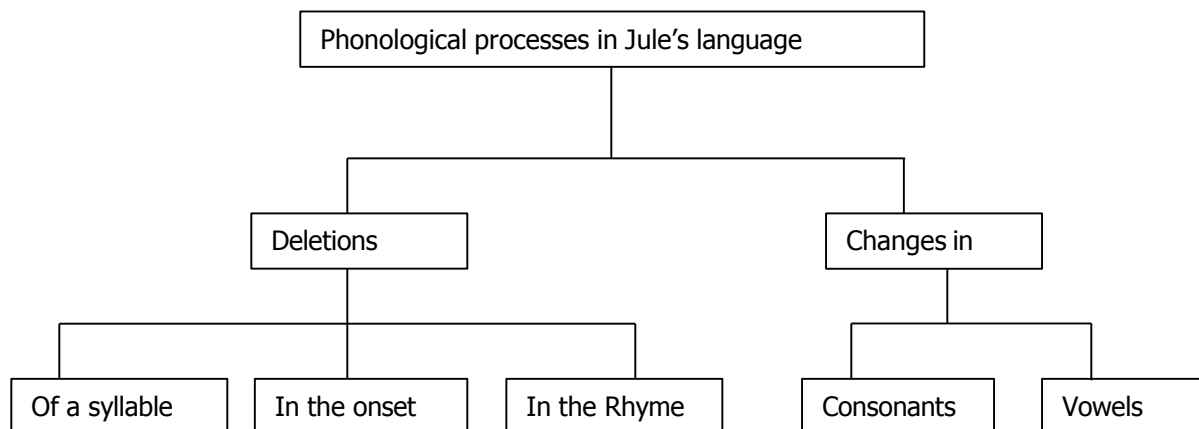 Phonological processes in Jule’s language
Deletions
Changes in
Of a syllable
In the onset
In the Rhyme
Consonants
Vowels